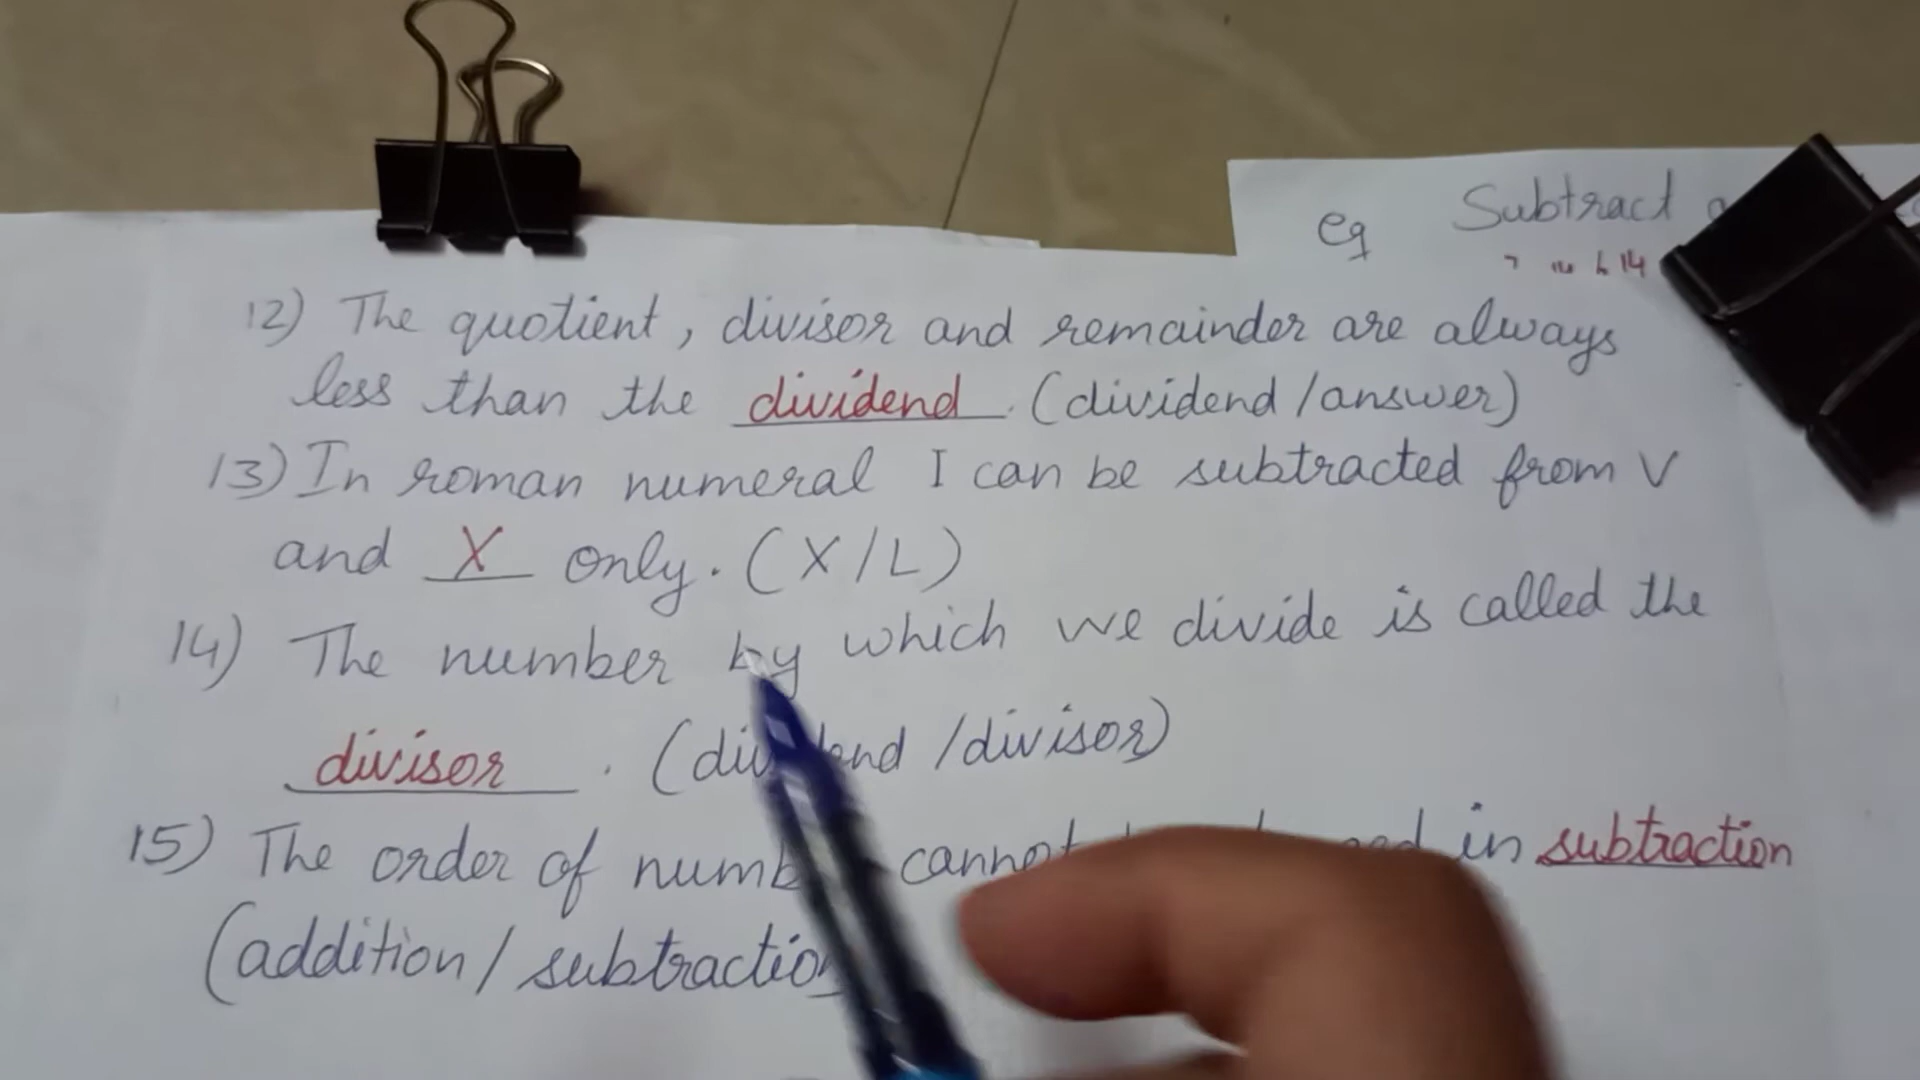 eg Subtract
14
12) The quotient, divisor and remainder are always
less than the dividend. (dividend/answer)
13) In roman numeral I can be subtracted from V
and X only. (X/L)
14) The number by which we divide is called the
divisor. (dividend/divisor)
15) The order of in subtraction
(addition/subtraction